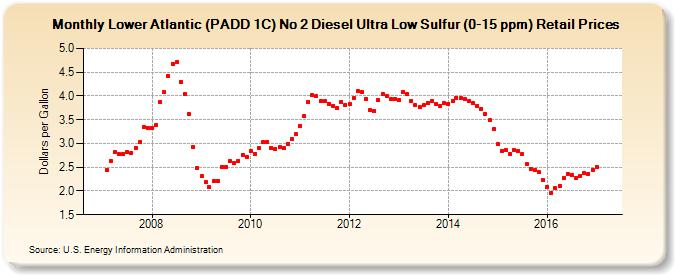 Monthly Lower Atlantic (PADD 1C) No 2 Diesel Ultra Low Sulfur (0-15 ppm) Retail Prices
Dollars per Gallon
5.0
4.5
4.0
3.5
3.0
2.5
2.0
1.5
2008 2010 2012 2014 2016
Source: U.S. Energy Information Administration